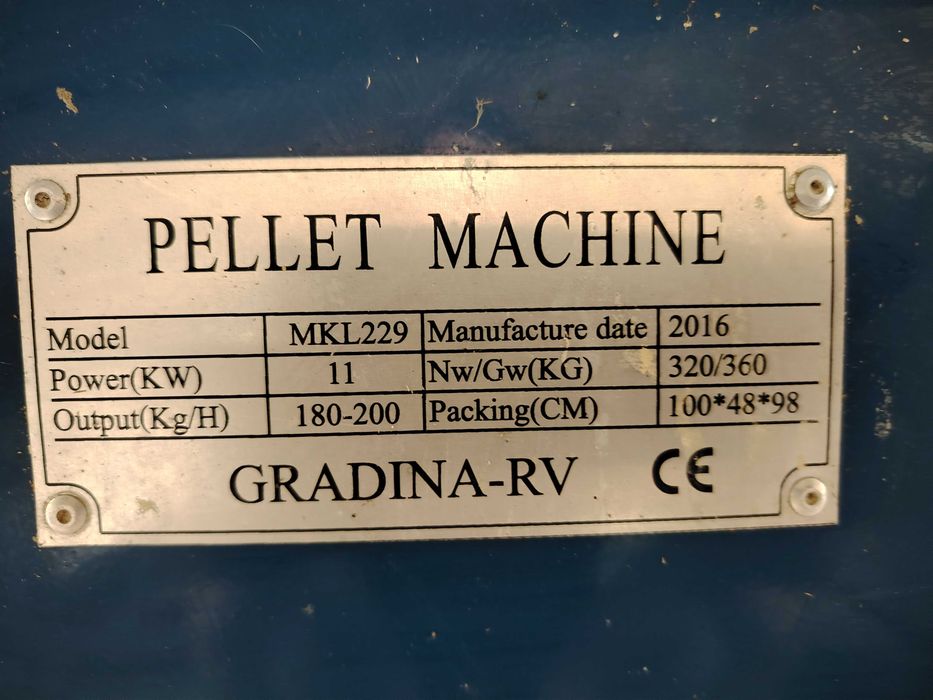 PELLET MACHINE
Model MKL229 Manufacture date 2016
Power(KW) 11 Nw/Gw(KG) 320/360
Output(Kg/H) 180-200 Packing(CM) 100*48*98
GRADINA-RV CE